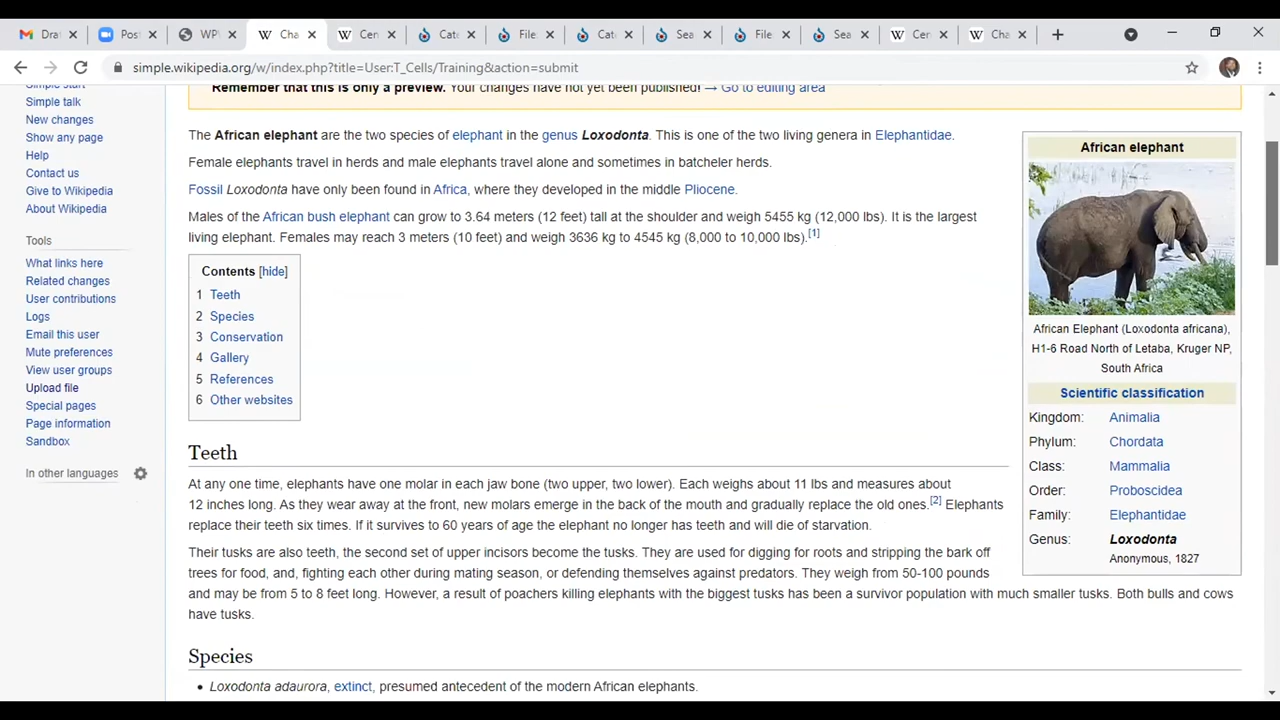 Dra
Pos
WP
Cha
Cen
Cate
File:
Cate
Sea
File
Sea
Cen
Cha
simple.wikipedia.org/w/index.php?title=User:T_Cells/Training&action=submit
Simple start
Simple talk
New changes
Show any page
Help
Contact us
Give to Wikipedia
About Wikipedia
Tools
What links here
Related changes
User contributions
Logs
Email this user
Mute preferences
View user groups
Upload file
Special pages
Page information
Sandbox
In other languages
Remember that this is only a preview. Your changes have not yet been published! → Go to editing area
The African elephant are the two species of elephant in the genus Loxodonta. This is one of the two living genera in Elephantidae.
Female elephants travel in herds and male elephants travel alone and sometimes in batcheler herds.
Fossil Loxodonta have only been found in Africa, where they developed in the middle Pliocene.
Males of the African bush elephant can grow to 3.64 meters (12 feet) tall at the shoulder and weigh 5455 kg (12,000 lbs). It is the largest
living elephant. Females may reach 3 meters (10 feet) and weigh 3636 kg to 4545 kg (8,000 to 10,000 lbs).[1]
Contents [hide]
1 Teeth
2 Species
3 Conservation
4 Gallery
5 References
6 Other websites
Teeth
At any one time, elephants have one molar in each jaw bone (two upper, two lower). Each weighs about 11 lbs and measures about
12 inches long. As they wear away at the front, new molars emerge in the back of the mouth and gradually replace the old ones.[2] Elephants
replace their teeth six times. If it survives to 60 years of age the elephant no longer has teeth and will die of starvation.
Their tusks are also teeth, the second set of upper incisors become the tusks. They are used for digging for roots and stripping the bark off
trees for food, and, fighting each other during mating season, or defending themselves against predators. They weigh from 50-100 pounds
and may be from 5 to 8 feet long. However, a result of poachers killing elephants with the biggest tusks has been a survivor population with much smaller tusks. Both bulls and cows
have tusks.
Species
• Loxodonta adaurora, extinct, presumed antecedent of the modern African elephants.
African elephant
African Elephant (Loxodonta africana),
H1-6 Road North of Letaba, Kruger NP,
South Africa
Scientific classification
Kingdom: Animalia
Phylum: Chordata
Class: Mammalia
Order: Proboscidea
Family: Elephantidae
Genus: Loxodonta
Anonymous, 1827